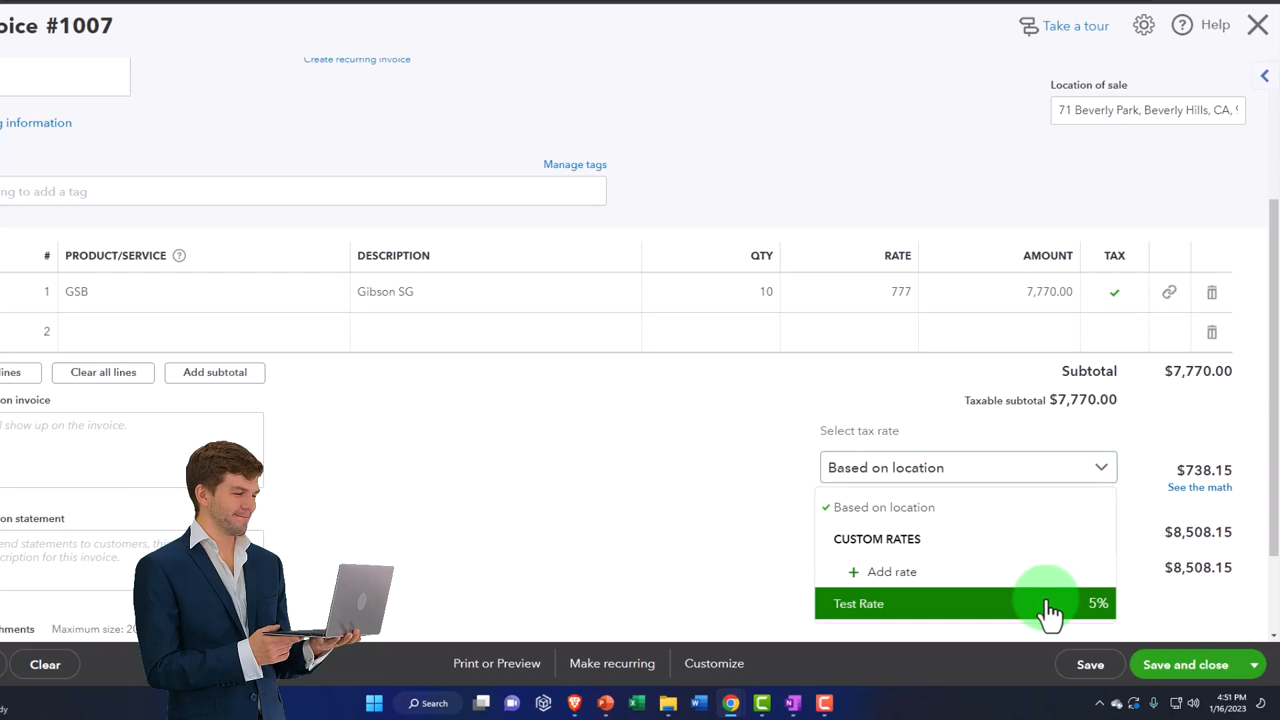 oice #1007
Take a tour
Help
Create recurring invoice
Location of sale
71 Beverly Park, Beverly Hills, CA,
g information
Manage tags
ng to add a tag
# PRODUCT/SERVICE DESCRIPTION QTY RATE AMOUNT TAX
1 GSB Gibson SG 10 777 7,770.00
2
lines Clear all lines Add subtotal
Subtotal $7,770.00
Taxable subtotal $7,770.00
on invoice
l show up on the invoice.
Select tax rate
Based on location
$738.15
See the math
Based on location
on statement
CUSTOM RATES
$8,508.15
end statements to customers, th
cription for this invoice.
+ Add rate
$8,508.15
Test Rate 5%
hments Maximum size: 20
Clear
Print or Preview
Make recurring
Customize
Save
Save and close
dy
Search
4:51 PM
1/16/2023